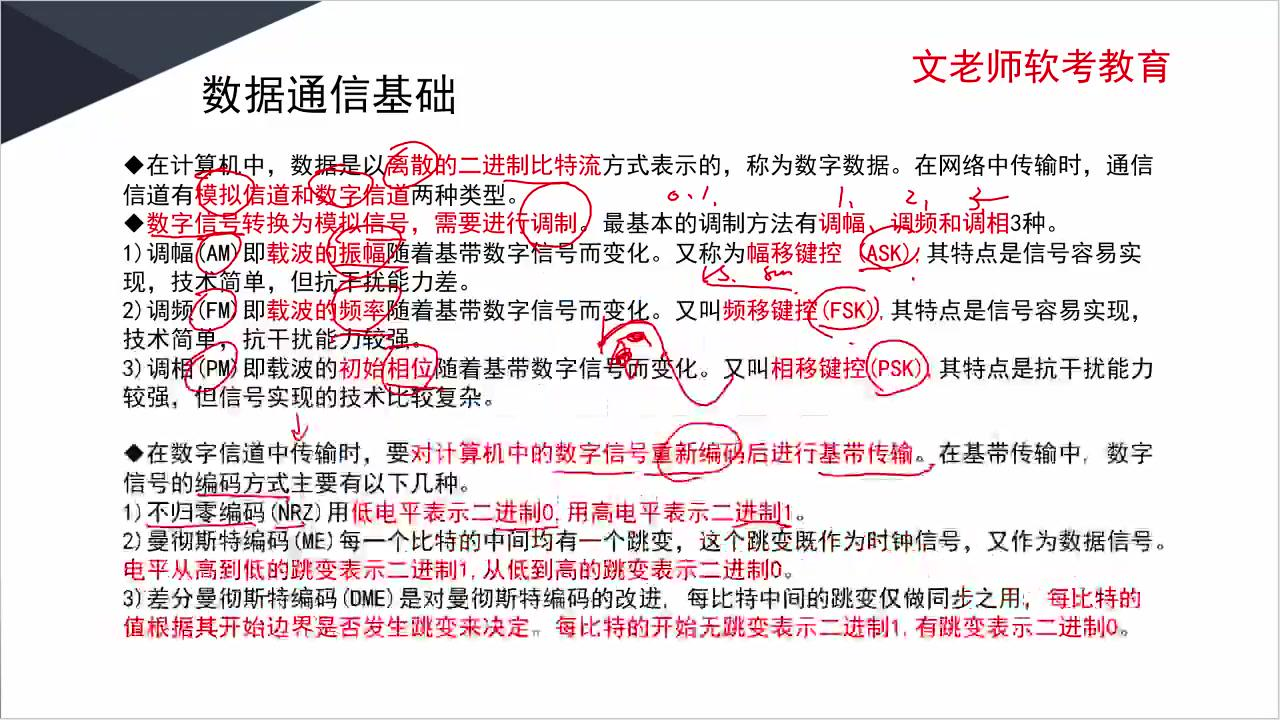 文老师软考教育
数据通信基础
◆在计算机中，数据是以离散的二进制比特流方式表示的，称为数字数据。在网络中传输时，通信
信道有模拟信道和数字信道两种类型。
0.1. 1. 2. 3
◆数字信号转换为模拟信号，需要进行调制。最基本的调制方法有调幅、调频和调相3种。
1)调幅(AM)即载波的振幅随着基带数字信号而变化。又称为幅移键控 (ASK),其特点是信号容易实
现，技术简单，但抗干扰能力差。
2)调频(FM)即载波的频率随着基带数字信号而变化。又叫频移键控(FSK),其特点是信号容易实现，
技术简单，抗干扰能力较强。
3)调相(PM)即载波的初始相位随着基带数字信号而变化。又叫相移键控(PSK),其特点是抗干扰能力
较强，但信号实现的技术比较复杂。
◆在数字信道中传输时，要对计算机中的数字信号重新编码后进行基带传输。在基带传输中，数字
信号的编码方式主要有以下几种。
1)不归零编码(NRZ)用低电平表示二进制0,用高电平表示二进制1。
2)曼彻斯特编码(ME)每一个比特的中间均有一个跳变，这个跳变既作为时钟信号，又作为数据信号。
电平从高到低的跳变表示二进制1,从低到高的跳变表示二进制0。
3)差分曼彻斯特编码(DME)是对曼彻斯特编码的改进，每比特中间的跳变仅做同步之用，每比特的
值根据其开始边界是否发生跳变来决定。每比特的开始无跳变表示二进制1,有跳变表示二进制0。